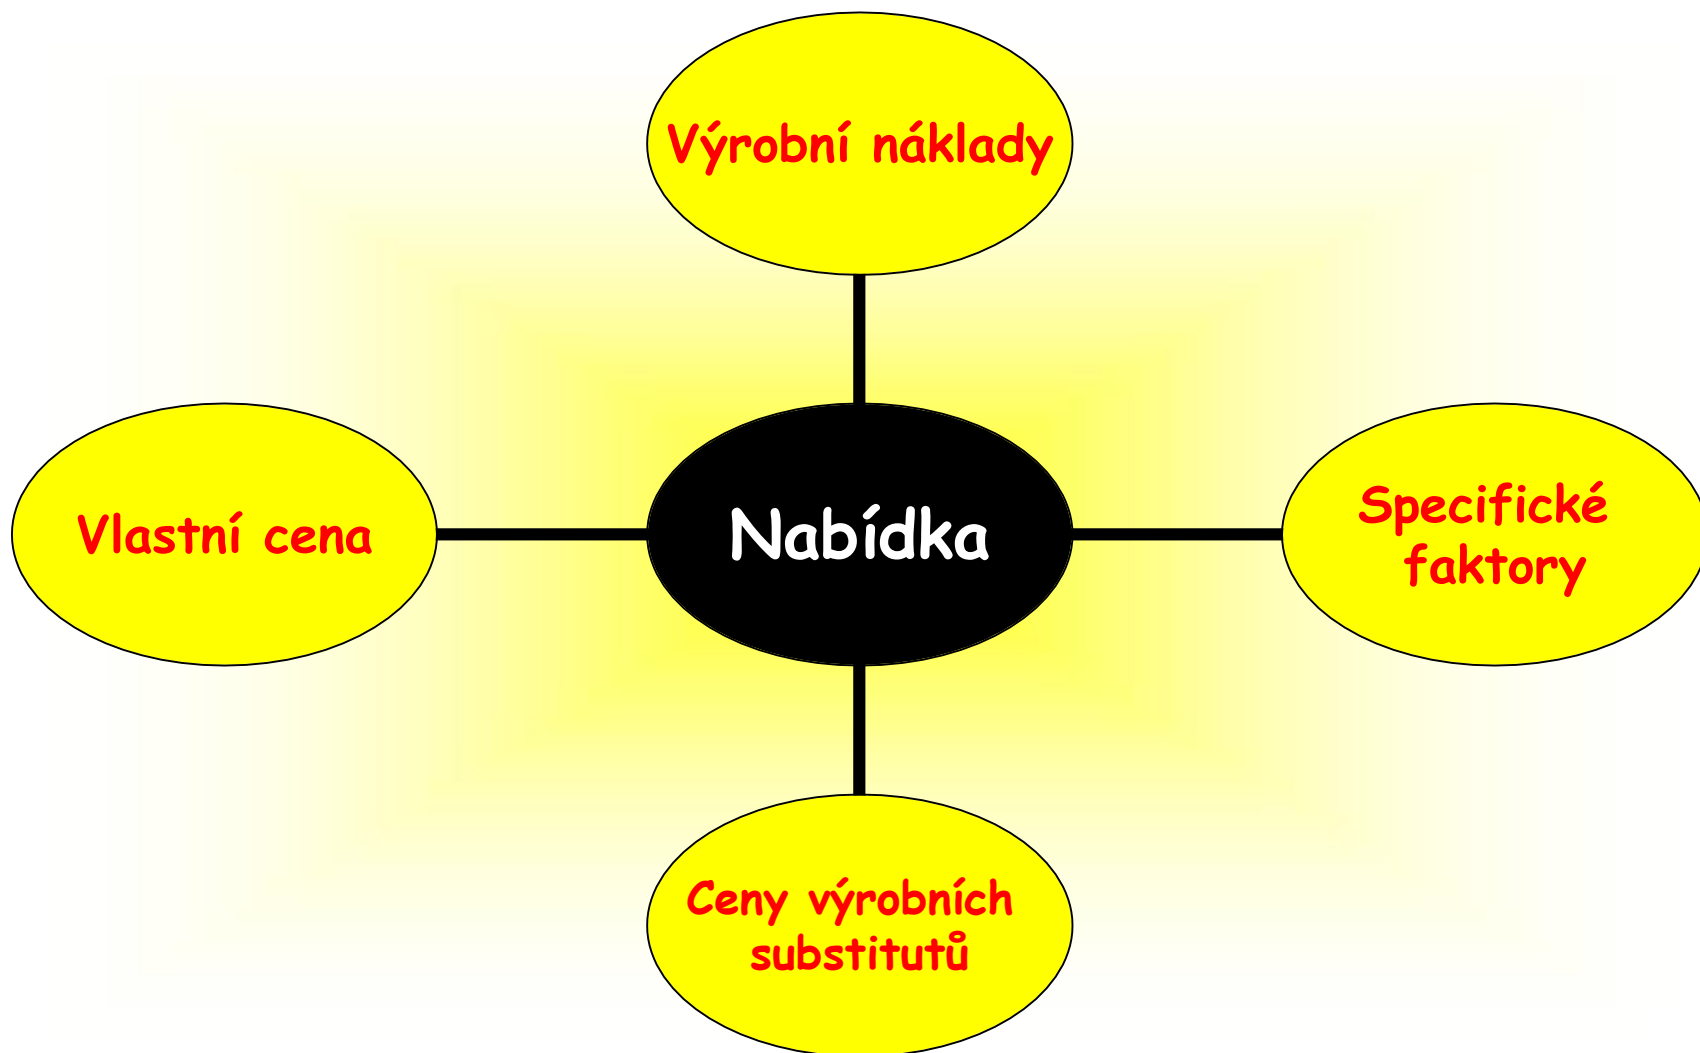 Výrobní náklady
Vlastní cena
Nabídka
Specifické
faktory
Ceny výrobních
substitutů